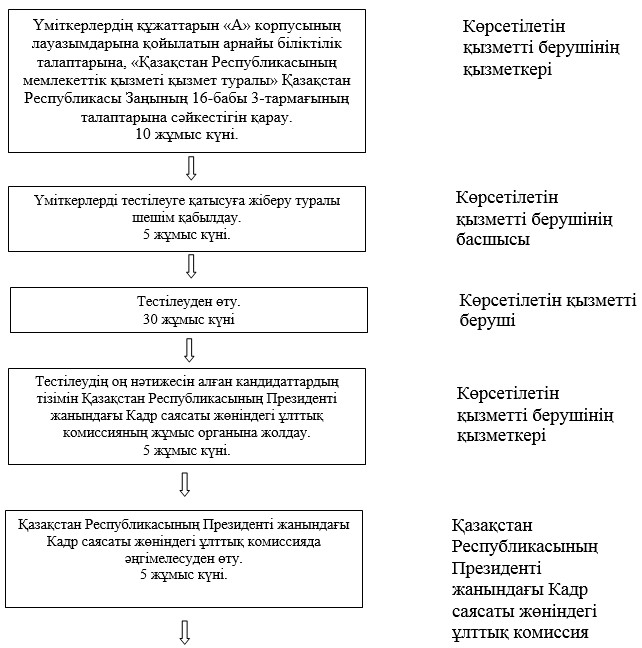 Үміткерлердің құжаттарын «А» корпусының
лауазымдарына қойылатын арнайы біліктілік
талаптарына, «Қазақстан Республикасының
мемлекеттік қызметі қызмет туралы» Қазақстан
Республикасы Заңының 16-бабы 3-тармағының
талаптарына сәйкестігін қарау.
10 жұмыс күні.
Көрсетілетін
қызметті берушінің
қызметкері
Үміткерлерді тестілеуге қатысуға жіберу туралы
шешім қабылдау.
5 жұмыс күні.
Көрсетілетін
қызметті берушінің
басшысы
Тестілеуден өту.
30 жұмыс күні
Көрсетілетін қызметті
беруші
Тестілеудің оң нәтижесін алған кандидаттардың
тізімін Қазақстан Республикасының Президенті
жанындағы Кадр саясаты жөніндегі ұлттық
комиссияның жұмыс органына жолдау.
5 жұмыс күні.
Көрсетілетін
қызметті берушінің
қызметкері
Қазақстан Республикасының Президенті жанындағы
Кадр саясаты жөніндегі ұлттық комиссияда
әңгімелесуден өту.
5 жұмыс күні.
Қазақстан
Республикасының
Президенті
жанындағы Кадр
саясаты жөніндегі
ұлттық комиссия